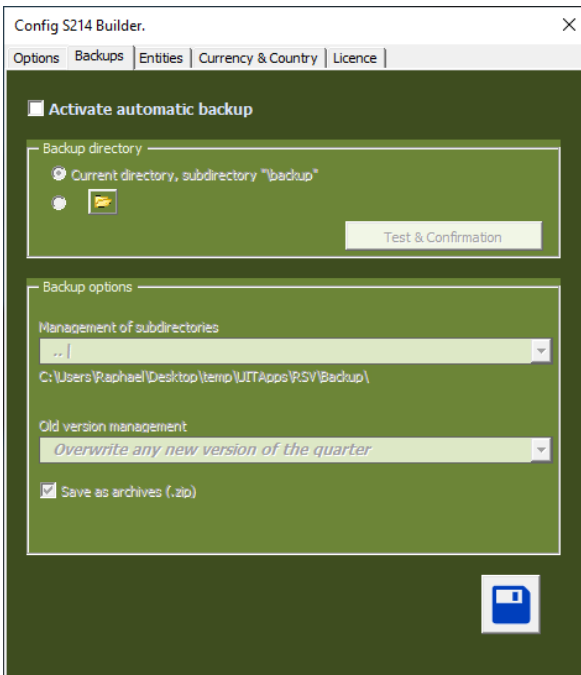 Config S214 Builder.
Options Backups Entities Currency & Country Licence
Activate automatic backup
Backup directory
Current directory, subdirectory "\backup"
Test & Confirmation
Backup options
Management of subdirectories
.. |
C:\Users\Raphael\Desktop\temp\UITApps\RSV\Backup\
Old version management
Overwrite any new version of the quarter
Save as archives (.zip)